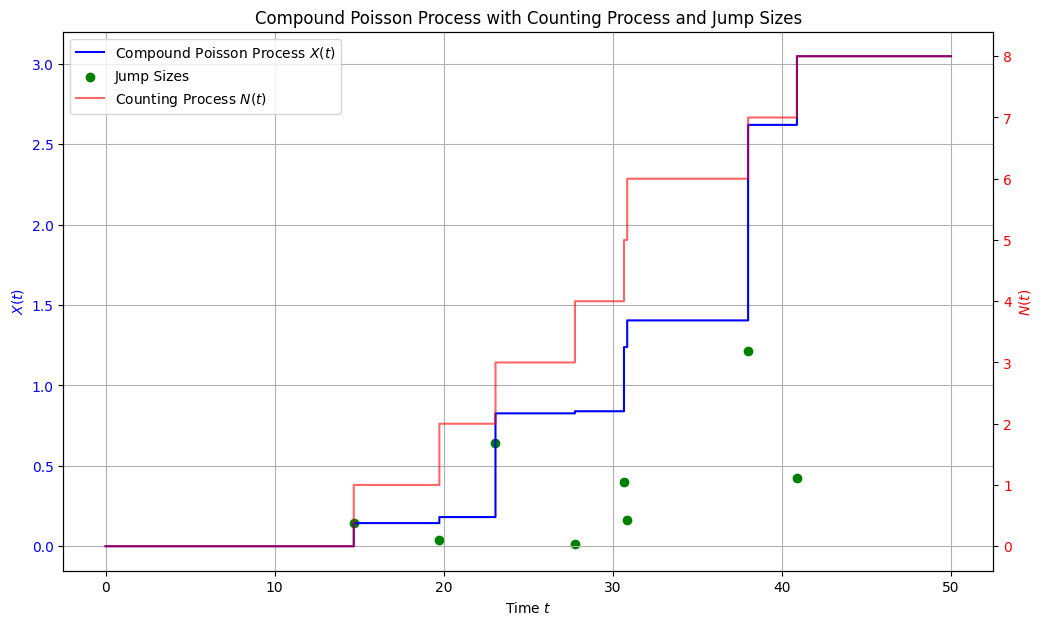 Compound Poisson Process with Counting Process and Jump Sizes
Compound Poisson Process X(t)
Jump Sizes
Counting Process N(t)
3.0
2.5
2.0
1.5
1.0
0.5
0.0
X(t)
8
7
6
5
4
3
2
1
0
N(t)
0 10 20 30 40 50
Time t